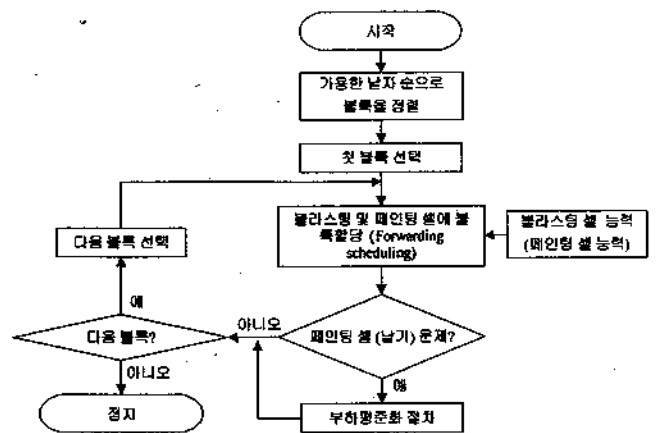 시작
가용한 날자 순으로
블록을 정렬
첫 블록 선택
블라스팅 및 페인팅 셀에 블
록할당 (Forwarding
scheduling)
블라스팅 셀 능력
(페인팅 셀 능력)
다음 블록 선택
예
다음 블록?
아니오
페인팅 셀 (납기) 문제?
아니오
예
정지
부하평준화 절차